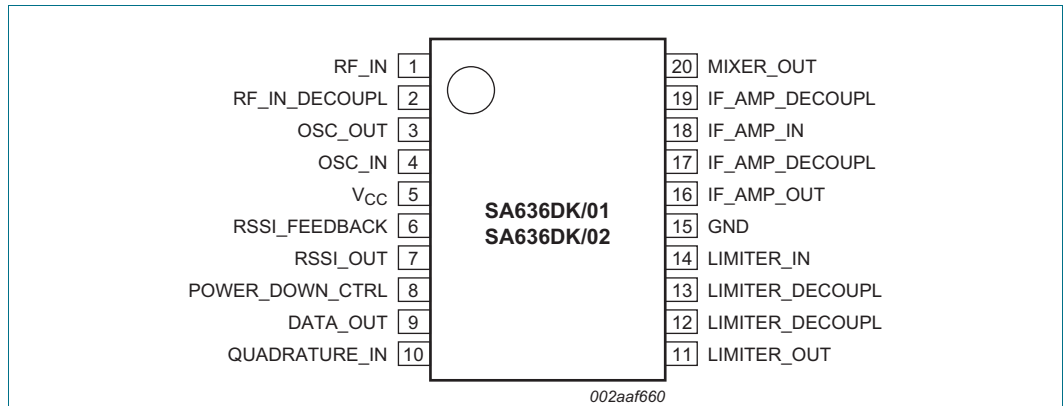 RF_IN 1
RF_IN_DECOUPL 2
OSC_OUT 3
OSC_IN 4
VCC 5
RSSI_FEEDBACK 6
RSSI_OUT 7
POWER_DOWN_CTRL 8
DATA_OUT 9
QUADRATURE_IN 10
SA636DK/01
SA636DK/02
20 MIXER_OUT
19 IF_AMP_DECOUPL
18 IF_AMP_IN
17 IF_AMP_DECOUPL
16 IF_AMP_OUT
15 GND
14 LIMITER_IN
13 LIMITER_DECOUPL
12 LIMITER_DECOUPL
11 LIMITER_OUT
002aaf660